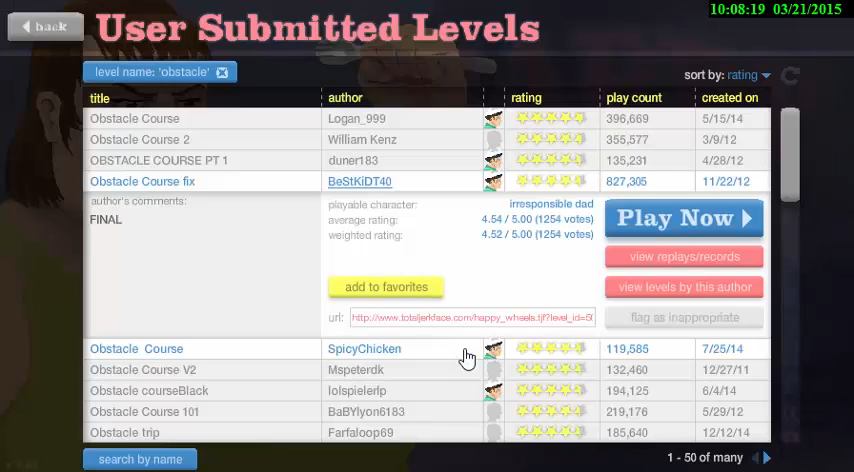 10:08:19 03/21/2015
back
User Submitted Levels
level name: 'obstacle'
sort by: rating
title author rating play count created on
Obstacle Course Logan_999 396,669 5/15/14
Obstacle Course 2 William Kenz 355,577 3/9/12
OBSTACLE COURSE PT 1 duner183 135,231 4/28/12
Obstacle Course fix BeStKiDT40 827,305 11/22/12
author's comments:
FINAL
playable character: irresponsible dad
average rating: 4.54 / 5.00 (1254 votes)
weighted rating: 4.52 / 5.00 (1254 votes)
add to favorites
url: http://www.totaljerkface.com/happy_wheels.tjf?level_id=5
Play Now
view replays/records
view levels by this author
flag as inappropriate
Obstacle Course SpicyChicken 119,585 7/25/14
Obstacle Course V2 Mspeterdk 132,460 12/27/11
Obstacle courseBlack 194,125 6/4/14
Obstacle Course 101 BaBYlyon6183 219,176 5/29/12
Obstacle trip Farfaloop69 185,640 12/12/14
search by name
1 - 50 of many